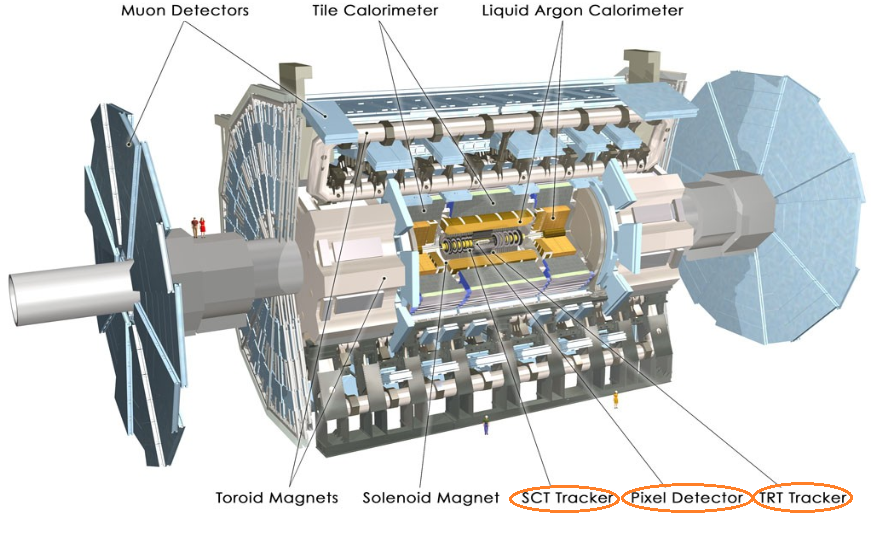 Muon Detectors
Tile Calorimeter
Liquid Argon Calorimeter
Toroid Magnets
Solenoid Magnet
SCT Tracker
Pixel Detector
TRT Tracker